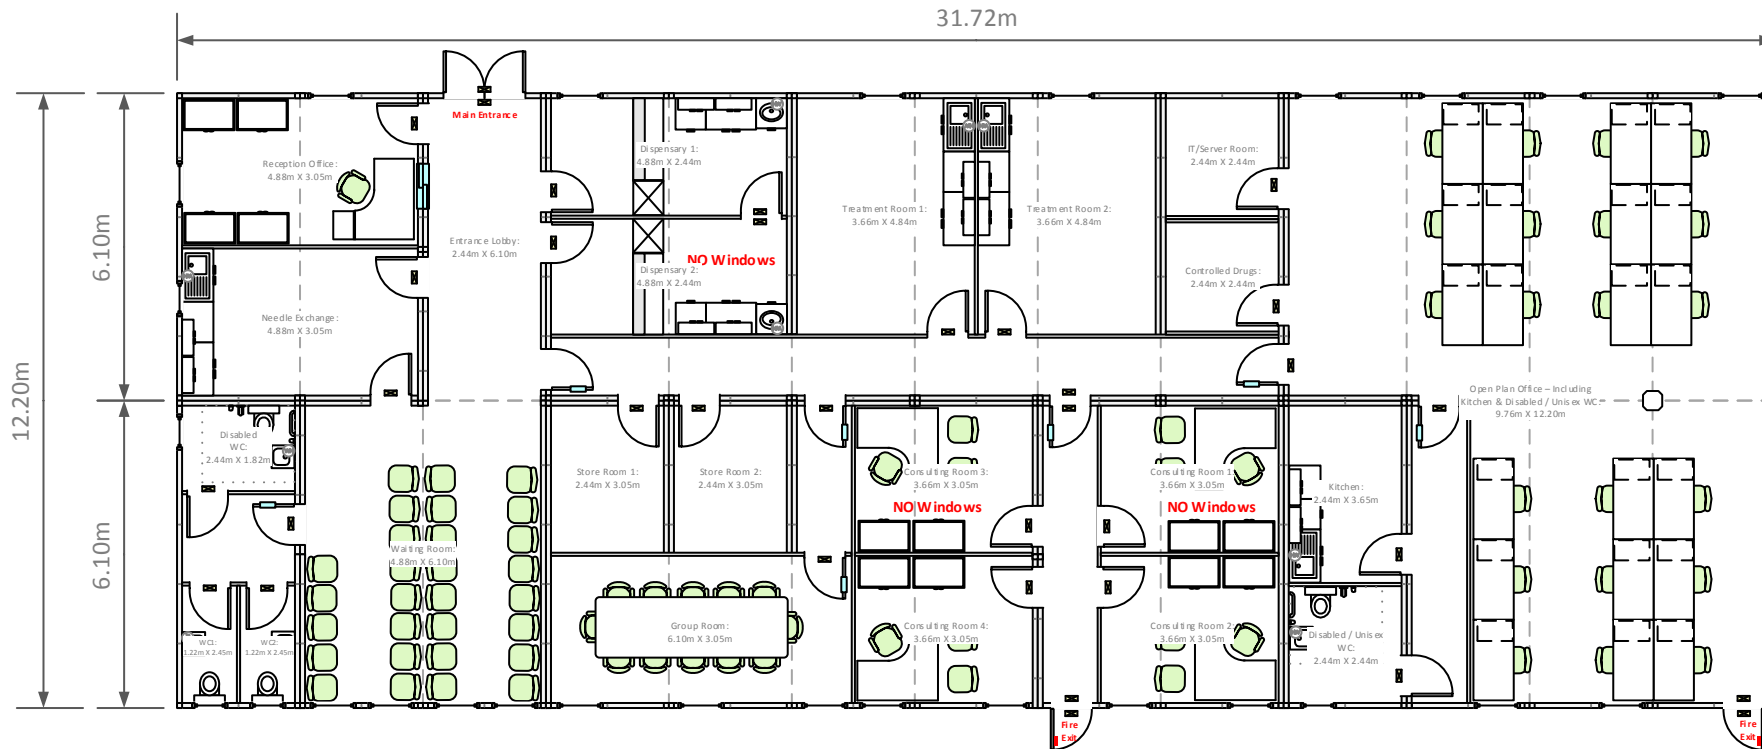 31.72m
12.20m
6.10m
6.10m
Main Entrance
Reception Office:
4.88m X 3.05m
Entrance Lobby:
2.44m X 6.10m
Needle Exchange:
4.88m X 3.05m
Dispensary 1:
4.88m X 2.44m
NO Windows
Dispensary 2:
4.88m X 2.44m
Treatment Room 1:
3.66m X 4.84m
Treatment Room 2:
3.66m X 4.84m
IT/Server Room:
2.44m X 2.44m
Controlled Drugs:
2.44m X 2.44m
Open Plan Office – Including
Kitchen & Disabled / Unisex WC:
9.76m X 12.20m
Disabled
WC:
2.44m X 1.82m
Waiting Room:
4.88m X 6.10m
WC1:
1.22m X 2.45m
WC2:
1.22m X 2.45m
Store Room 1:
2.44m X 3.05m
Store Room 2:
2.44m X 3.05m
Group Room:
6.10m X 3.05m
Consulting Room 3:
3.66m X 3.05m
NO Windows
Consulting Room 4:
3.66m X 3.05m
Consulting Room 1:
3.66m X 3.05m
NO Windows
Consulting Room 2:
3.66m X 3.05m
Kitchen:
2.44m X 3.65m
Disabled / Unisex
WC:
2.44m X 2.44m
Fire
Exit
Fire
Exit